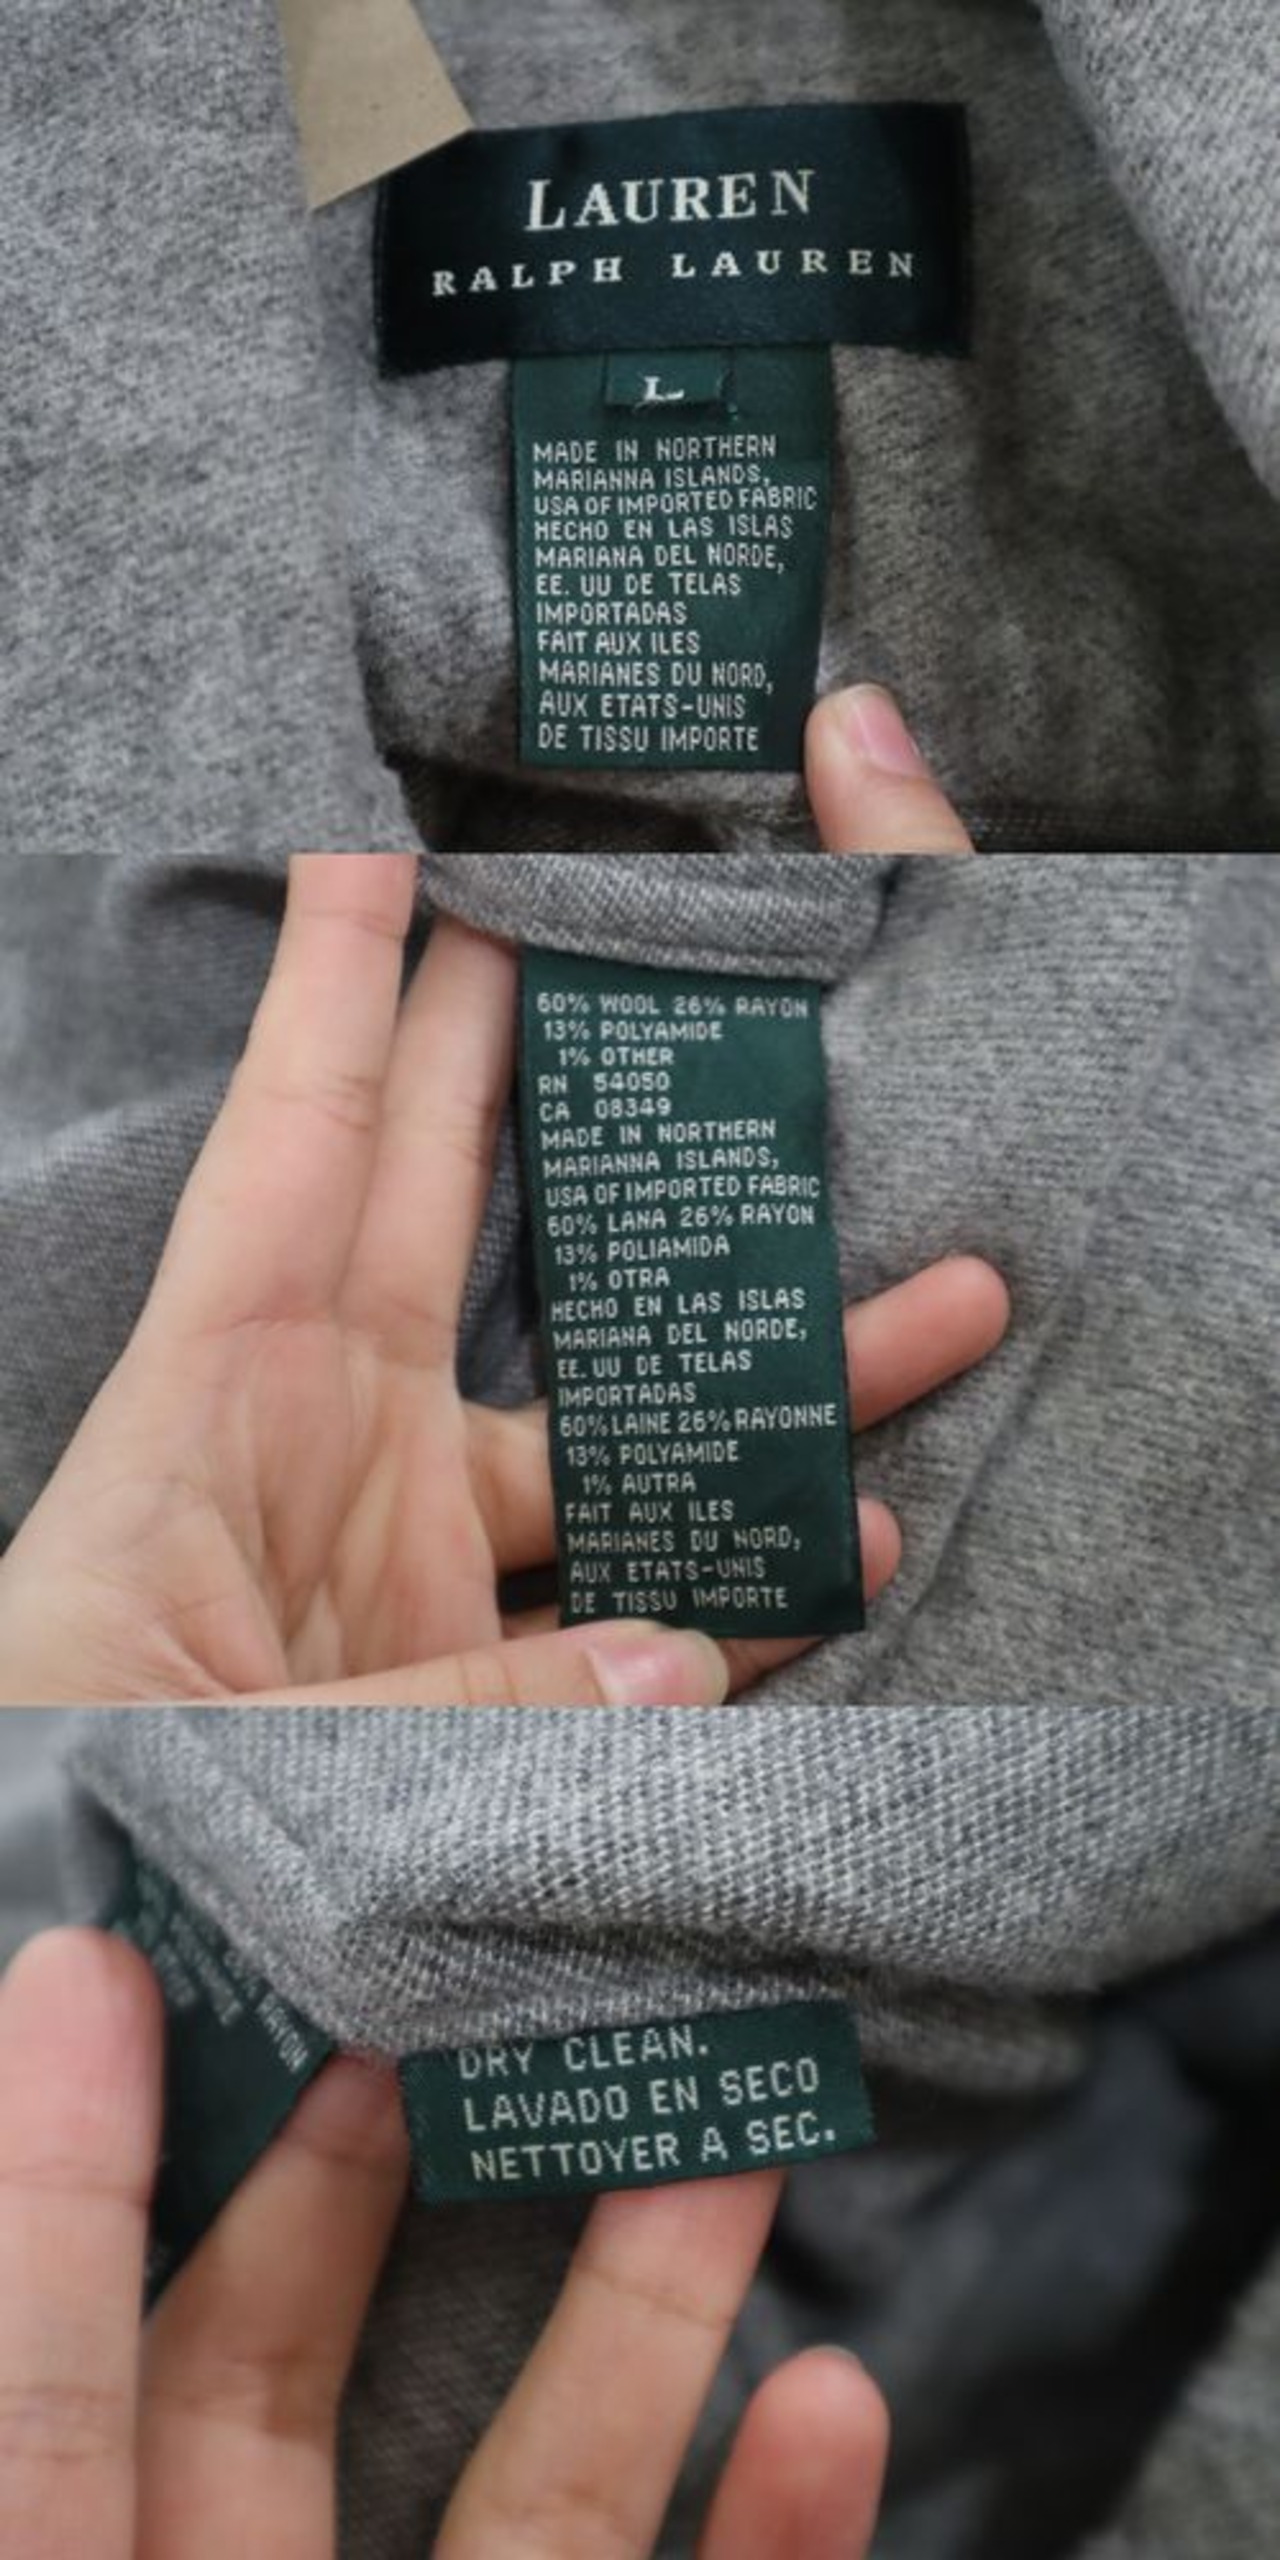 LAUREN
RALPH LAUREN
L
MADE IN NORTHERN
MARIANNA ISLANDS,
USA OF IMPORTED FABRIC
HECHO EN LAS ISLAS
MARIANA DEL NORDE,
EE. UU DE TELAS
IMPORTADAS
FAIT AUX ILES
MARIANES DU NORD,
AUX ETATS-UNIS
DE TISSU IMPORTE
60% WOOL 26% RAYON
13% POLYAMIDE
1% OTHER
RN 54050
CA 08349
MADE IN NORTHERN
MARIANNA ISLANDS,
USA OF IMPORTED FABRIC
60% LANA 26% RAYON
13% POLIAMIDA
1% OTRA
HECHO EN LAS ISLAS
MARIANA DEL NORDE,
EE. UU DE TELAS
IMPORTADAS
60% LAINE 26% RAYONNE
13% POLYAMIDE
1% AUTRA
FAIT AUX ILES
MARIANES DU NORD,
AUX ETATS-UNIS
DE TISSU IMPORTE
RAYON
DRY CLEAN.
LAVADO EN SECO
NETTOYER A SEC.